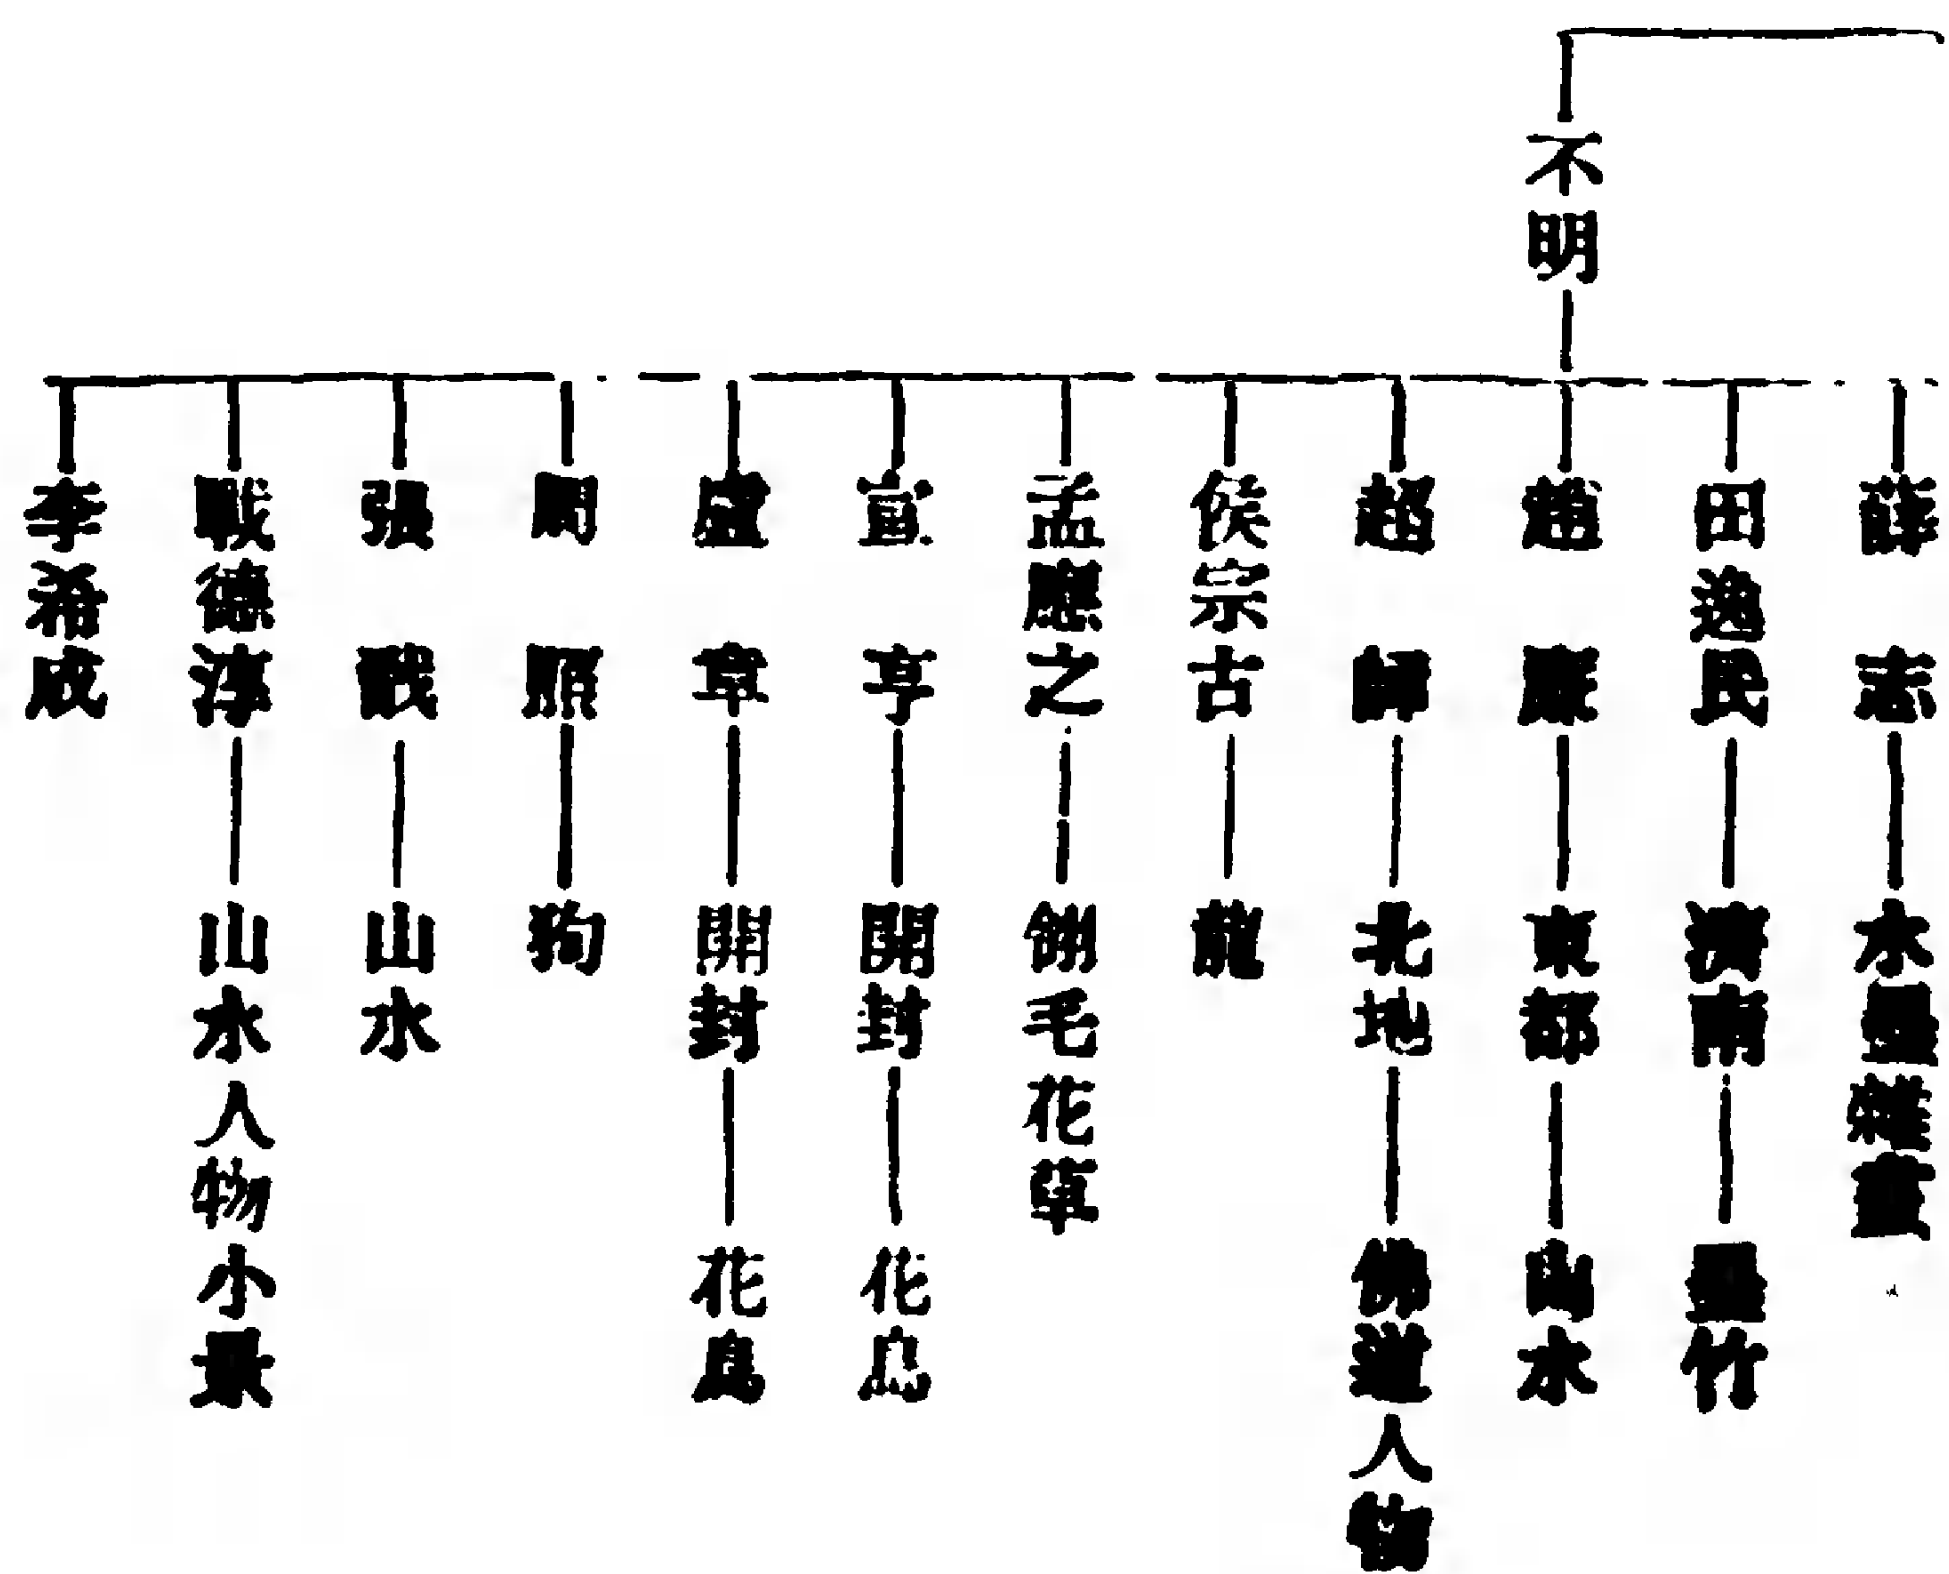 不明
薛志 水墨雜畫
田逸民 濟南 墨竹
趙廉 東都 山水
超師 北地 佛道人物
侯宗古 龍
孟應之 翎毛花草
宣亨 開封 花鳥
盧章 開封 花鳥
周照 狗
張戩 山水
戰德淳 山水人物小景
李希成